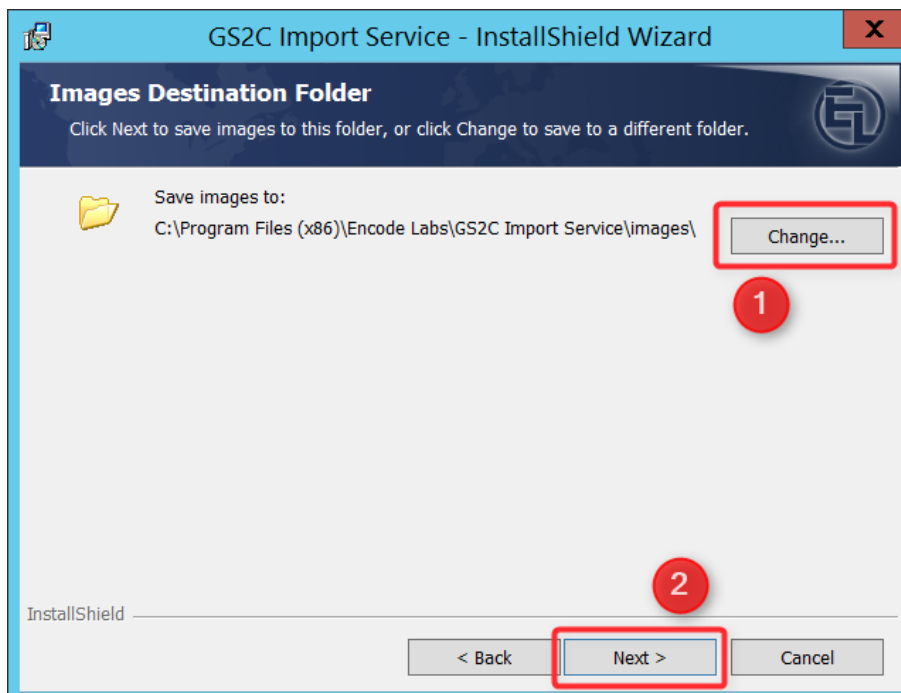 GS2C Import Service - InstallShield Wizard
X
Images Destination Folder
Click Next to save images to this folder, or click Change to save to a different folder.
EL
Save images to:
C:\Program Files (x86)\Encode Labs\GS2C Import Service\images\
Change...
1
2
InstallShield
< Back
Next >
Cancel